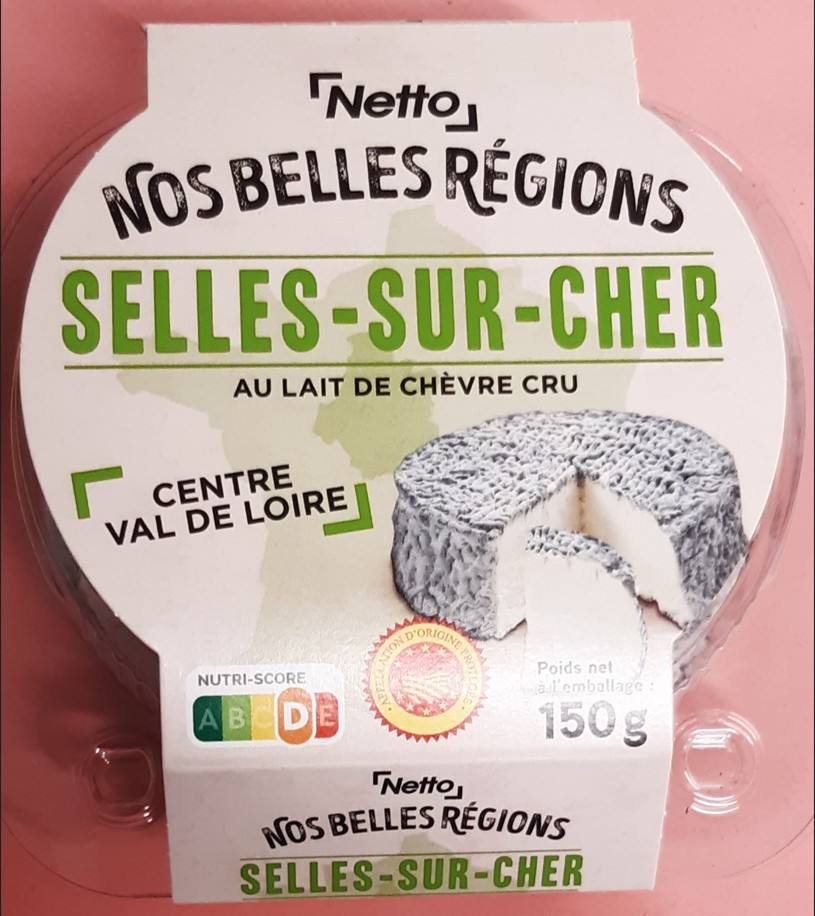 Netto
NOS BELLES RÉGIONS
SELLES-SUR-CHER
AU LAIT DE CHÈVRE CRU
CENTRE
VAL DE LOIRE
NUTRI-SCORE
A B C D E
APPELLATION D'ORIGINE PROTÉGÉE
Poids net
à l'emballage :
150g
Netto
NOS BELLES RÉGIONS
SELLES-SUR-CHER